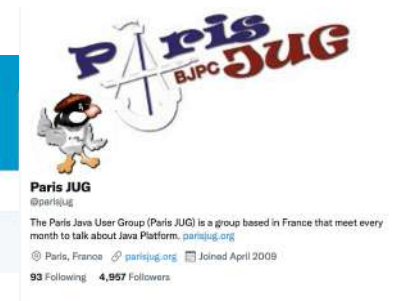 Paris
BJPC JUG
Paris JUG
@parisjug
The Paris Java User Group (Paris JUG) is a group based in France that meet every
month to talk about Java Platform. parisjug.org
Paris, France parisjug.org Joined April 2009
93 Following 4,957 Followers